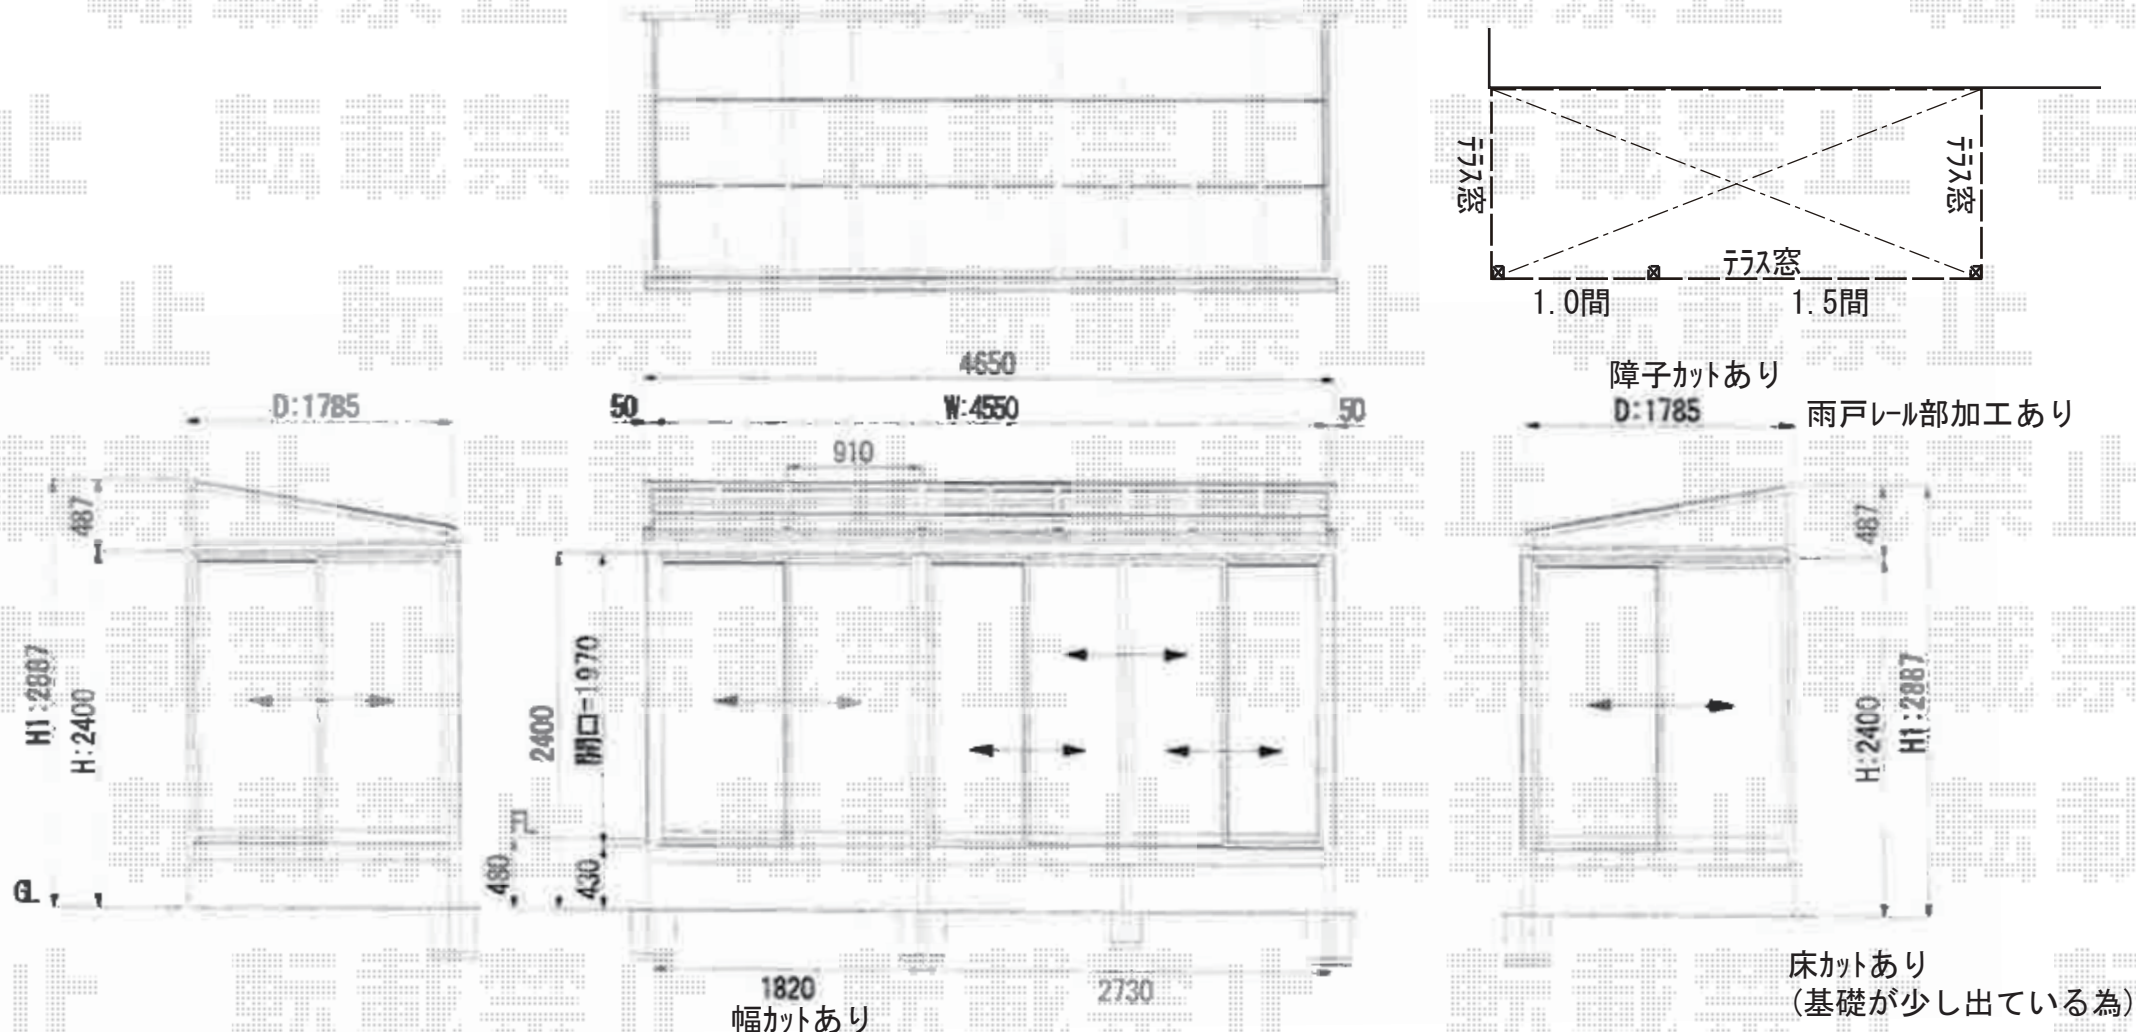 転載禁止
テラス窓
テラス窓
テラス窓
1.0間
1.5間
障子カットあり
雨戸レール部加工あり
4650
D:1785
50
W:4550
50
D:1785
910
487
487
H1:2887
H:2400
2400
開口=1970
H:2400
H1:2887
FL
480
430
GL
1820
2730
幅カットあり
床カットあり
(基礎が少し出ている為)